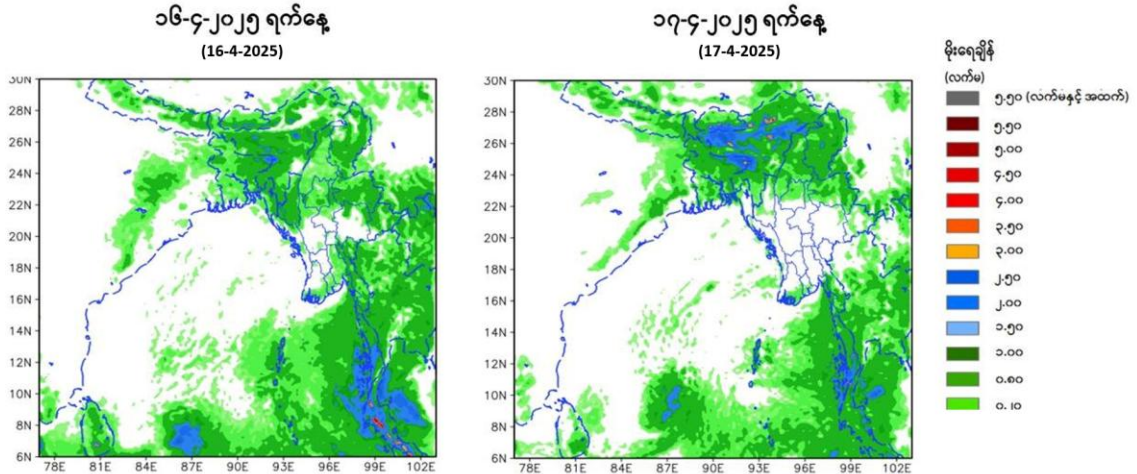 ၁၆-၄-၂၀၂၅ ရက်နေ့
(16-4-2025)
30N
28N
26N
24N
22N
20N
18N
16N
14N
12N
10N
8N
6N
78E 81E 84E 87E 90E 93E 96E 99E 102E
၁၇-၄-၂၀၂၅ ရက်နေ့
(17-4-2025)
30N
28N
26N
24N
22N
20N
18N
16N
14N
12N
10N
8N
6N
78E 81E 84E 87E 90E 93E 96E 99E 102E
မိုးရေချိန်
(လက်မ)
၅.၅၀ (လက်မနှင့် အထက်)
၅.၅၀
၅.၀၀
၄.၅၀
၄.၀၀
၃.၅၀
၃.၀၀
၂.၅၀
၂.၀၀
၁.၅၀
၁.၀၀
၀.၈၀
၀.၂၀